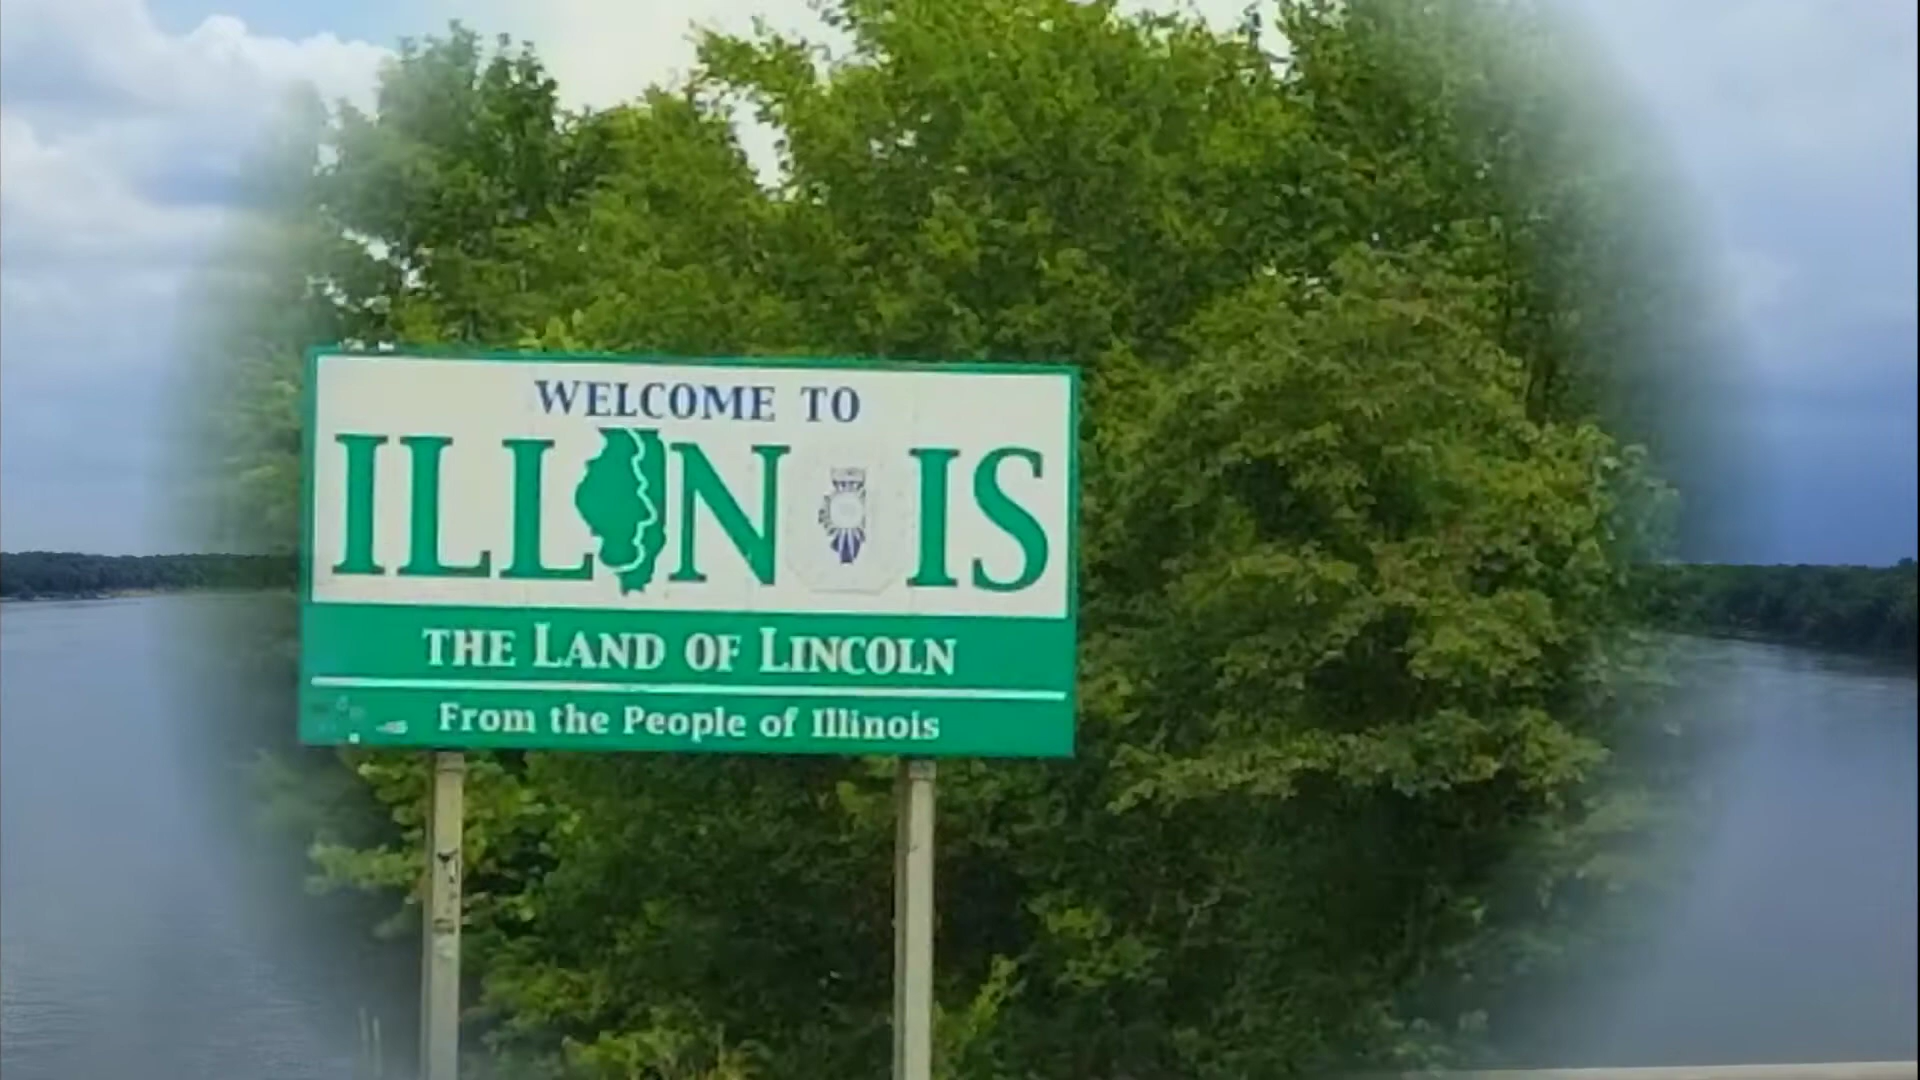 WELCOME TO
ILLINOIS
THE LAND OF LINCOLN
From the People of Illinois